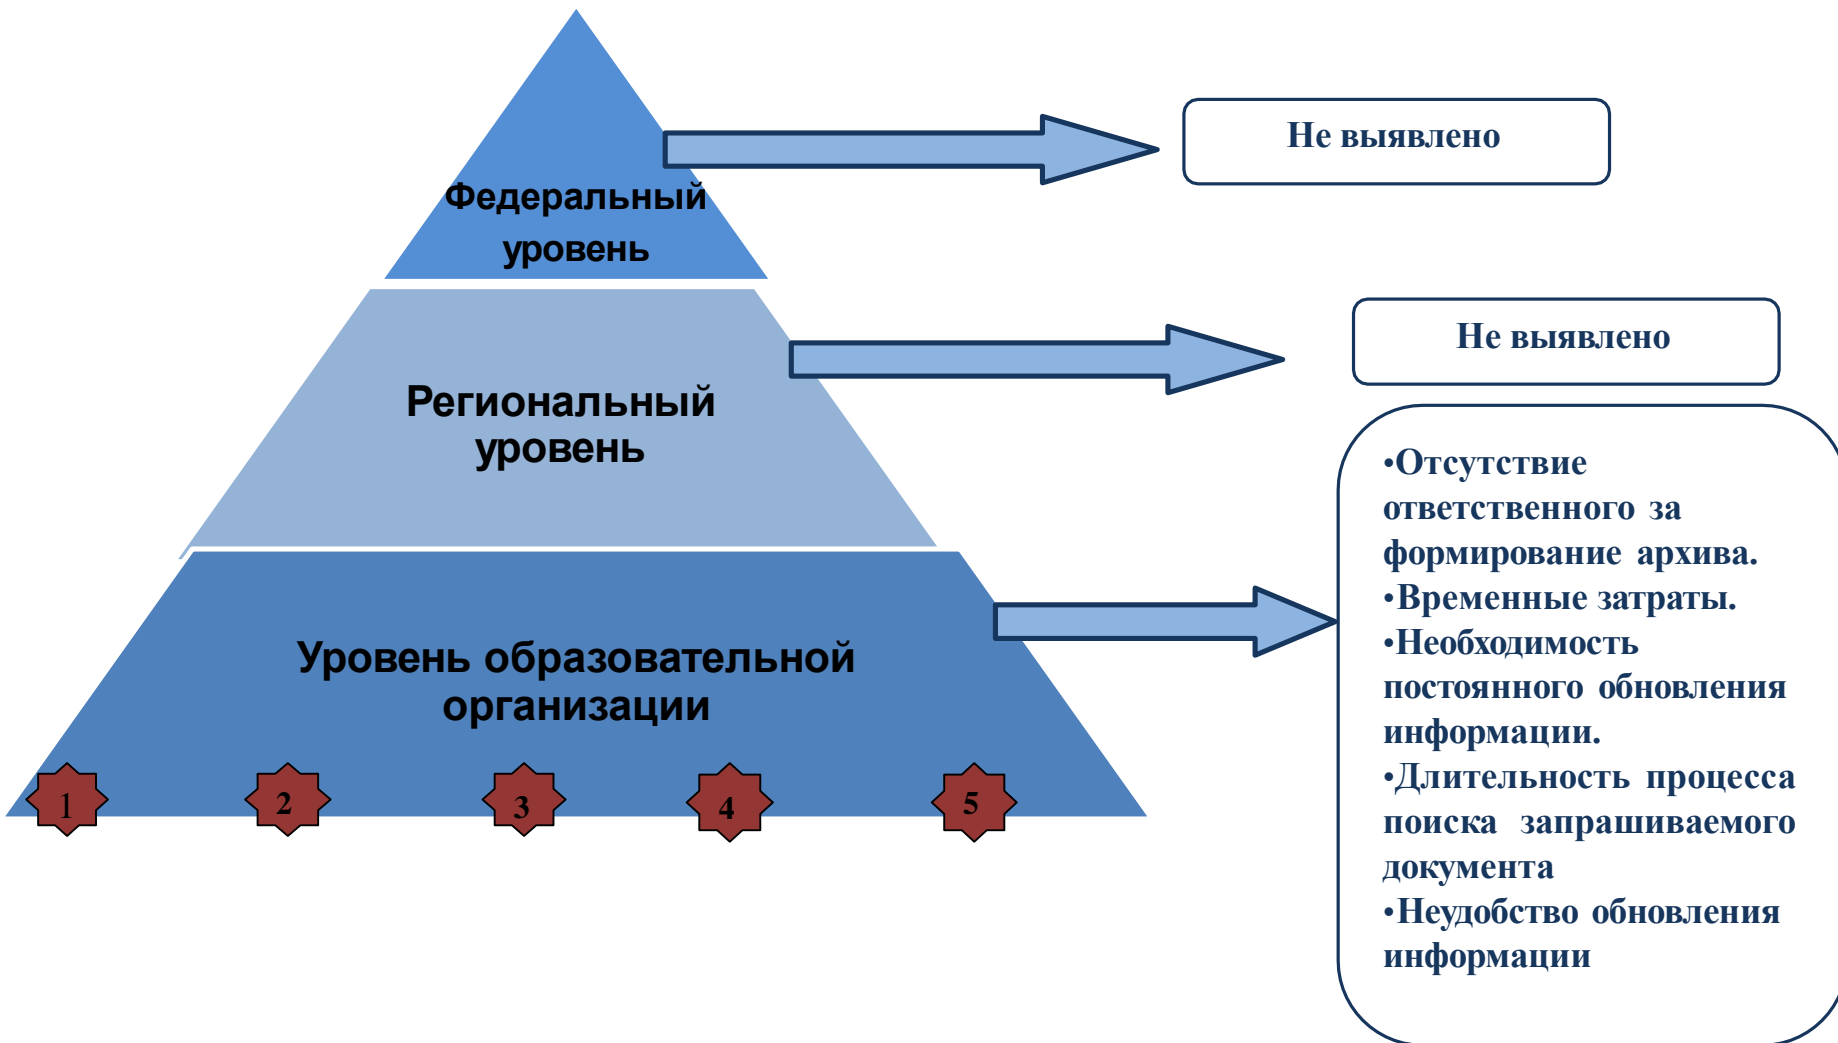 Федеральный
уровень
Не выявлено
Региональный
уровень
Не выявлено
Уровень образовательной
организации
•Отсутствие
ответственного за
формирование архива.
•Временные затраты.
•Необходимость
постоянного обновления
информации.
•Длительность процесса
поиска запрашиваемого
документа
•Неудобство обновления
информации
1
2
3
4
5